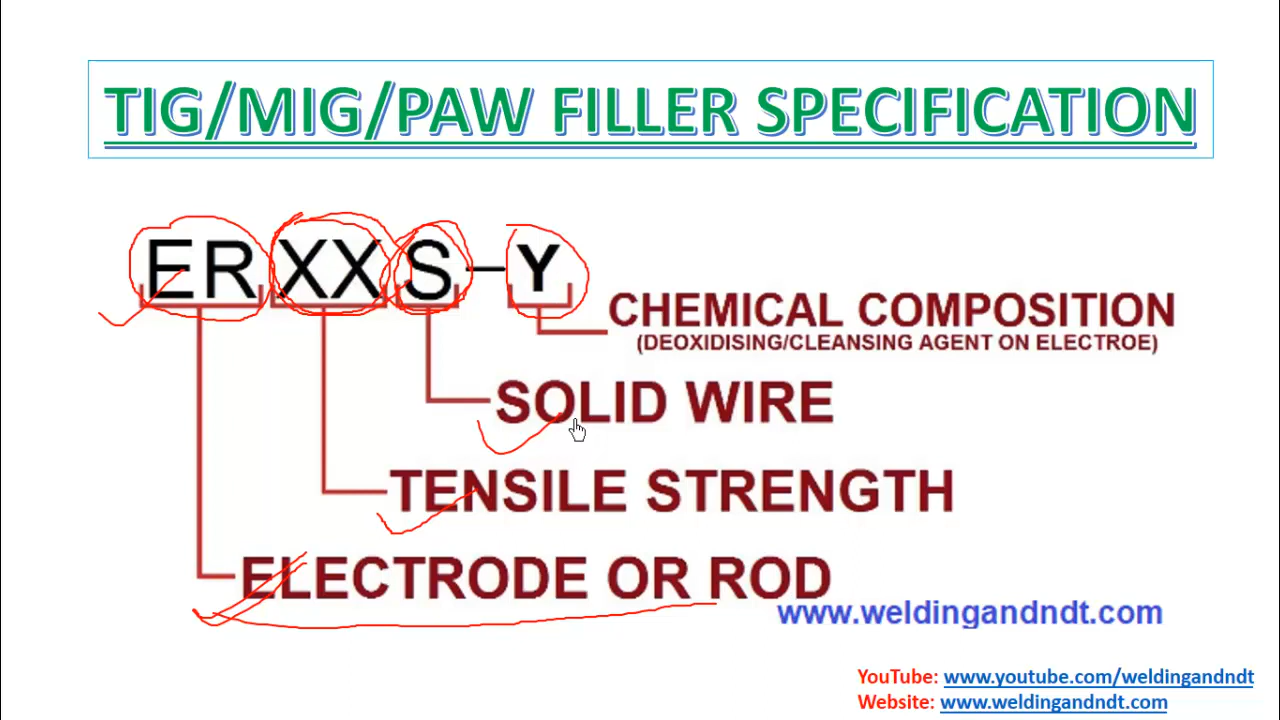 TIG/MIG/PAW FILLER SPECIFICATION
ERXXS-Y
CHEMICAL COMPOSITION
(DEOXIDISING/CLEANSING AGENT ON ELECTROE)
SOLID WIRE
TENSILE STRENGTH
ELECTRODE OR ROD
www.weldingandndt.com
YouTube: www.youtube.com/weldingandndt
Website: www.weldingandndt.com